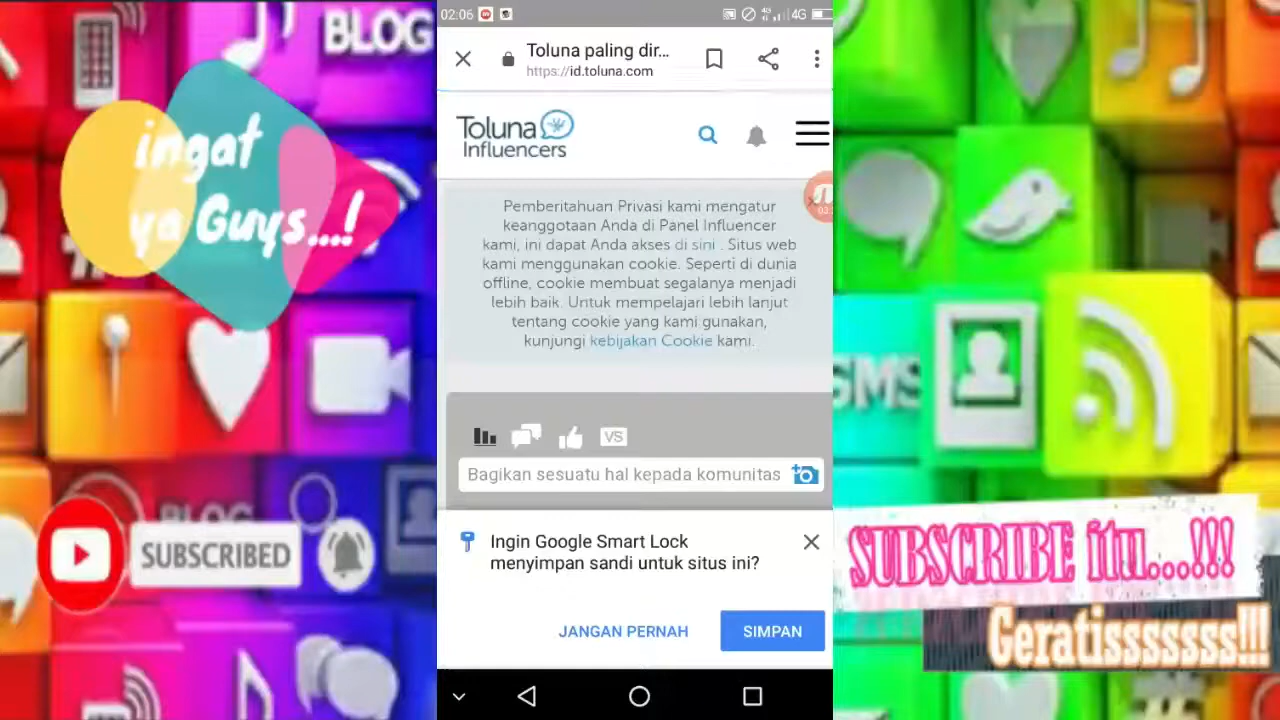 BLOG
ingat
ya Guys...!
BLOG
SUBSCRIBED
02:06
4G
4G
Toluna paling dir...
https://id.toluna.com
Toluna
Influencers
Pemberitahuan Privasi kami mengatur
keanggotaan Anda di Panel Influencer
kami, ini dapat Anda akses di sini . Situs web
kami menggunakan cookie. Seperti di dunia
offline, cookie membuat segalanya menjadi
lebih baik. Untuk mempelajari lebih lanjut
tentang cookie yang kami gunakan,
kunjungi kebijakan Cookie kami.
VS
Bagikan sesuatu hal kepada komunitas
Ingin Google Smart Lock
menyimpan sandi untuk situs ini?
JANGAN PERNAH
SIMPAN
SMS
SUBSCRIBE itu...!!!
Geratisssssss!!!